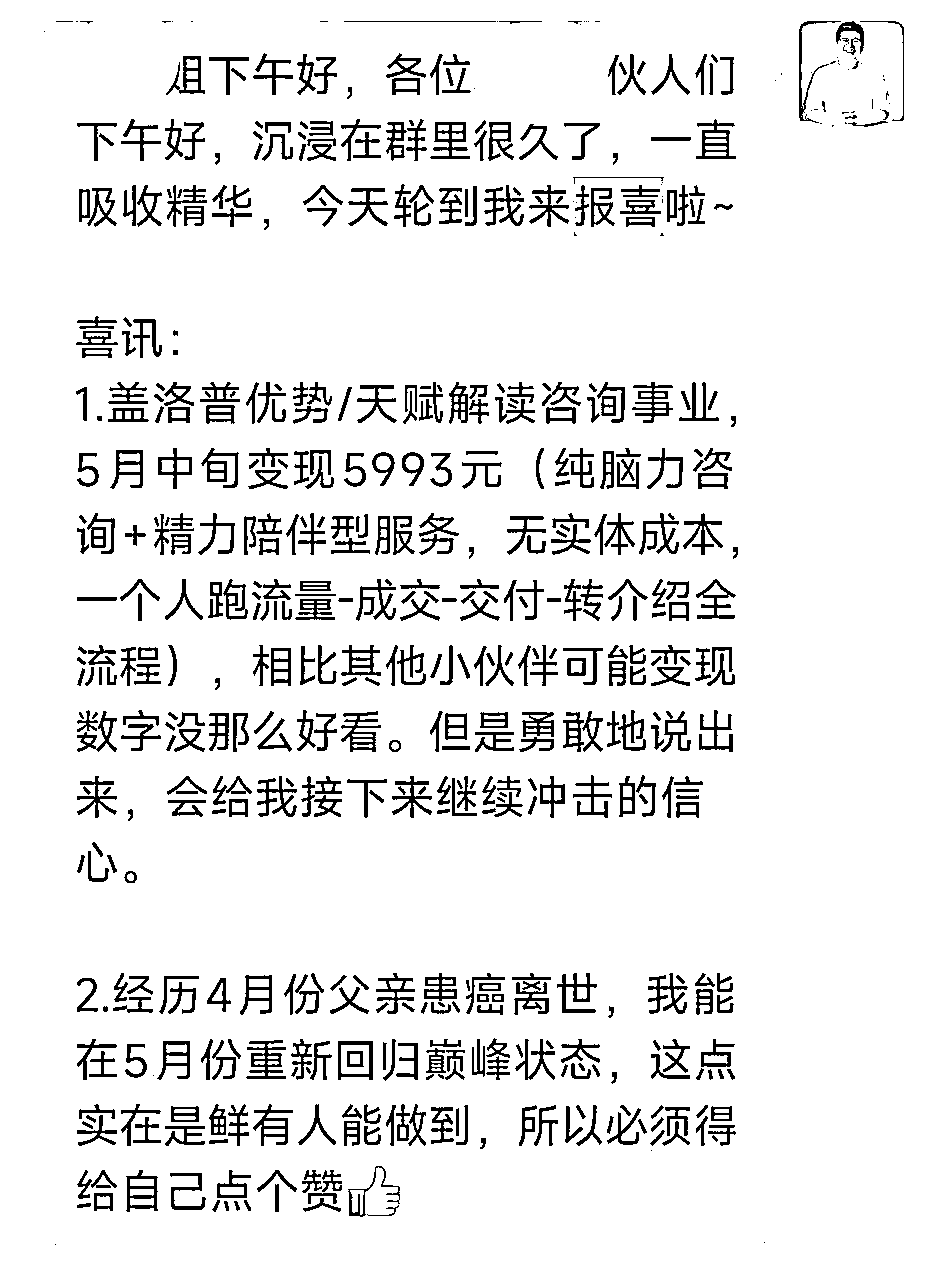 姐下午好，各位 伙人们
下午好，沉浸在群里很久了，一直
吸收精华，今天轮到我来报喜啦~
喜讯：
1.盖洛普优势/天赋解读咨询事业，
5月中旬变现5993元（纯脑力咨
询+精力陪伴型服务，无实体成本，
一个人跑流量-成交-交付-转介绍全
流程），相比其他小伙伴可能变现
数字没那么好看。但是勇敢地说出
来，会给我接下来继续冲击的信
心。
2.经历4月份父亲患癌离世，我能
在5月份重新回归巅峰状态，这点
实在是鲜有人能做到，所以必须得
给自己点个赞👍